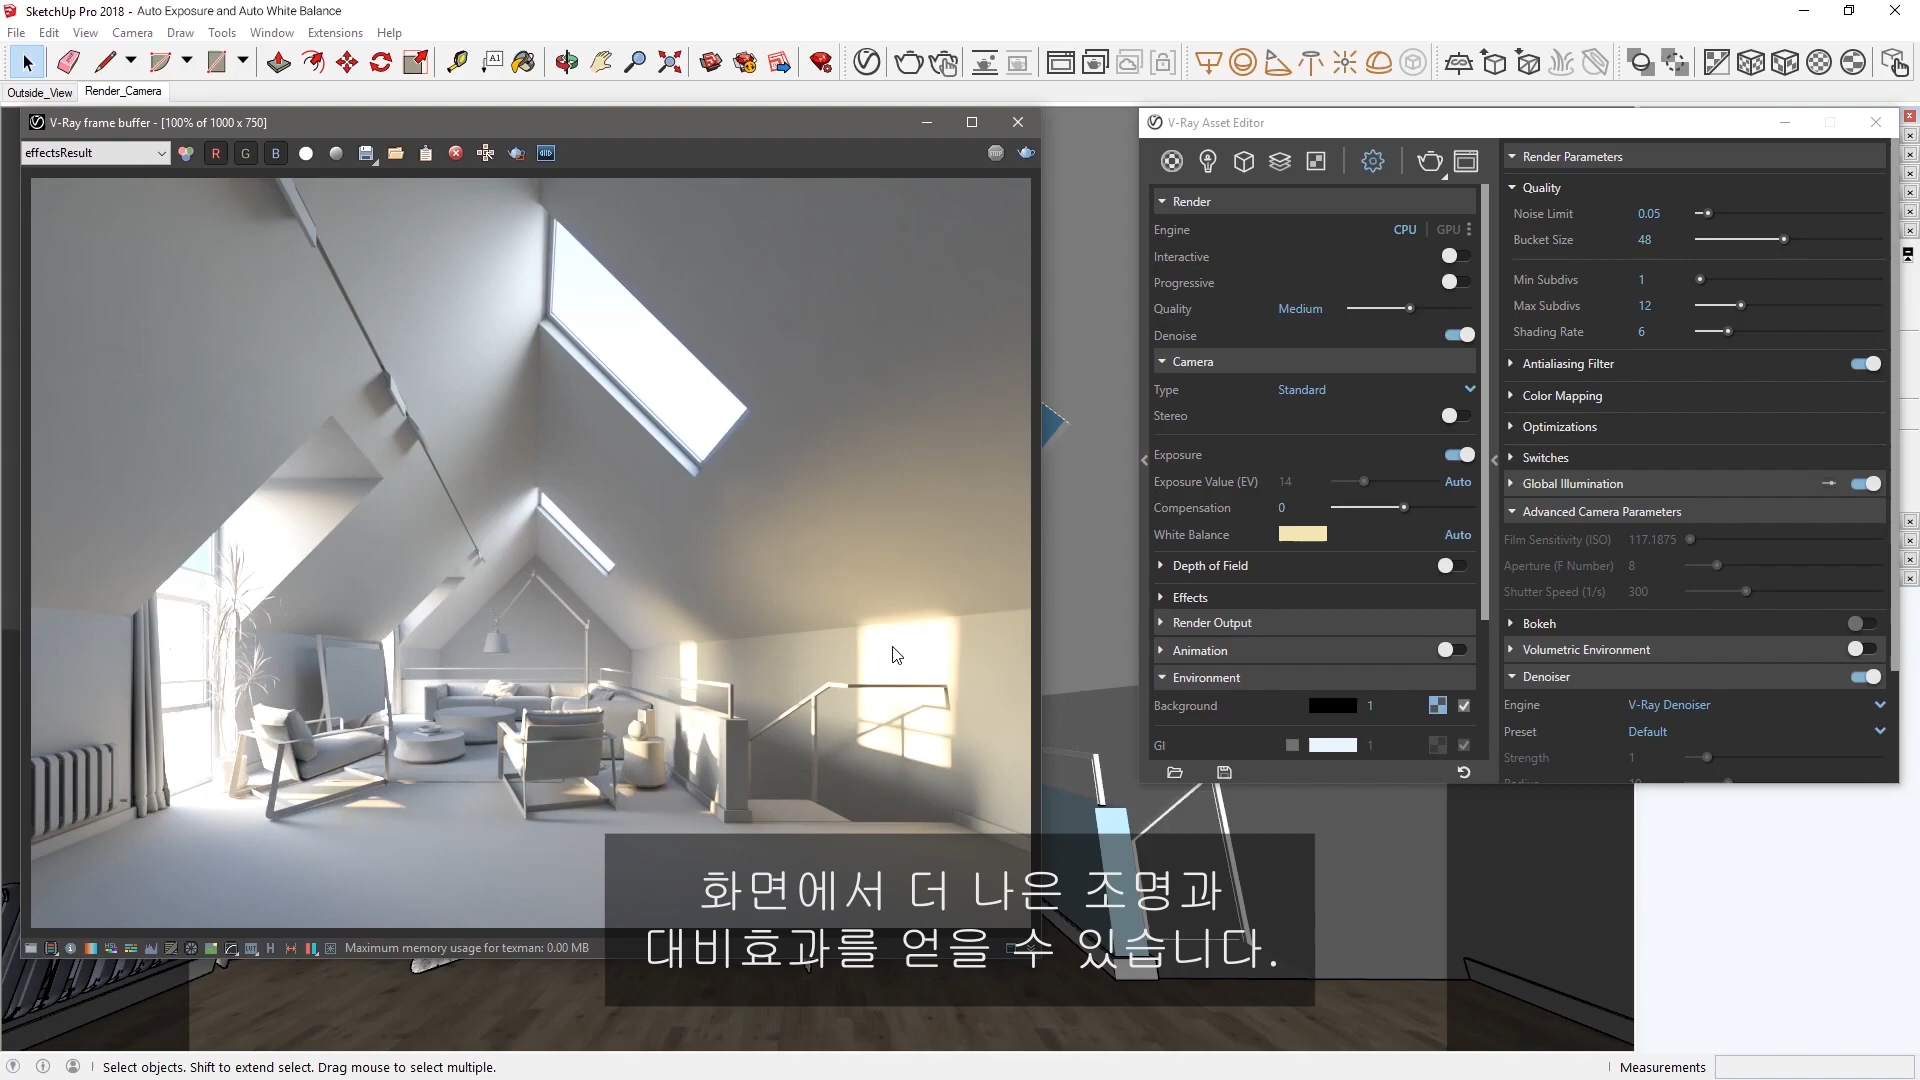 SketchUp Pro 2018 - Auto Exposure and Auto White Balance
File Edit View Camera Draw Tools Window Extensions Help
A1
Outside_View Render_Camera
V-Ray frame buffer - [100% of 1000 x 750]
effectsResult R G B STOP
Maximum memory usage for texman: 0.00 MB
HSL LUT H
V-Ray Asset Editor
Render
Engine CPU GPU
Interactive
Progressive
Quality Medium
Denoise
Camera
Type Standard
Stereo
Exposure
Exposure Value (EV) 14 Auto
Compensation 0
White Balance Auto
Depth of Field
Effects
Render Output
Animation
Environment
Background 1
GI 1
Render Parameters
Quality
Noise Limit 0.05
Bucket Size 48
Min Subdivs 1
Max Subdivs 12
Shading Rate 6
Antialiasing Filter
Color Mapping
Optimizations
Switches
Global Illumination
Advanced Camera Parameters
Film Sensitivity (ISO) 117.1875
Aperture (F Number) 8
Shutter Speed (1/s) 300
Bokeh
Volumetric Environment
Denoiser
Engine V-Ray Denoiser
Preset Default
Strength 1
화면에서 더 나은 조명과
대비효과를 얻을 수 있습니다.
Select objects. Shift to extend select. Drag mouse to select multiple.
Measurements